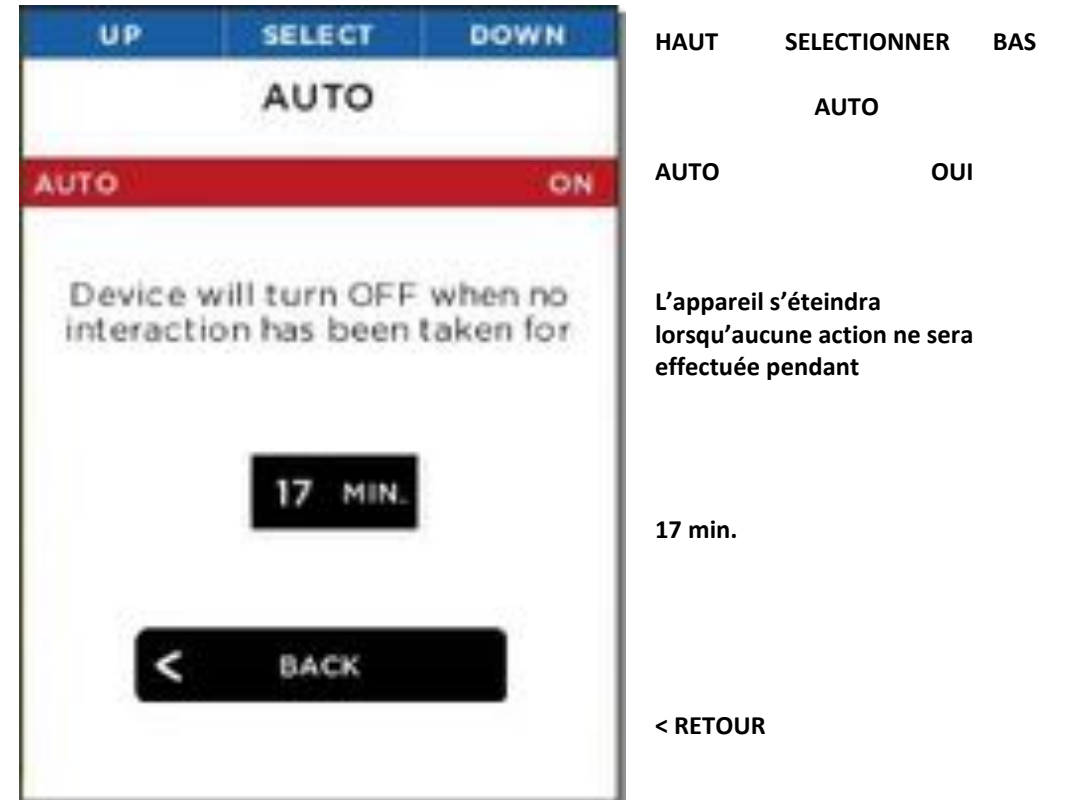 UP SELECT DOWN
AUTO
AUTO ON
Device will turn OFF when no
interaction has been taken for
17 MIN.
< BACK
HAUT SELECTIONNER BAS
AUTO
AUTO OUI
L’appareil s’éteindra
lorsqu’aucune action ne sera
effectuée pendant
17 min.
< RETOUR